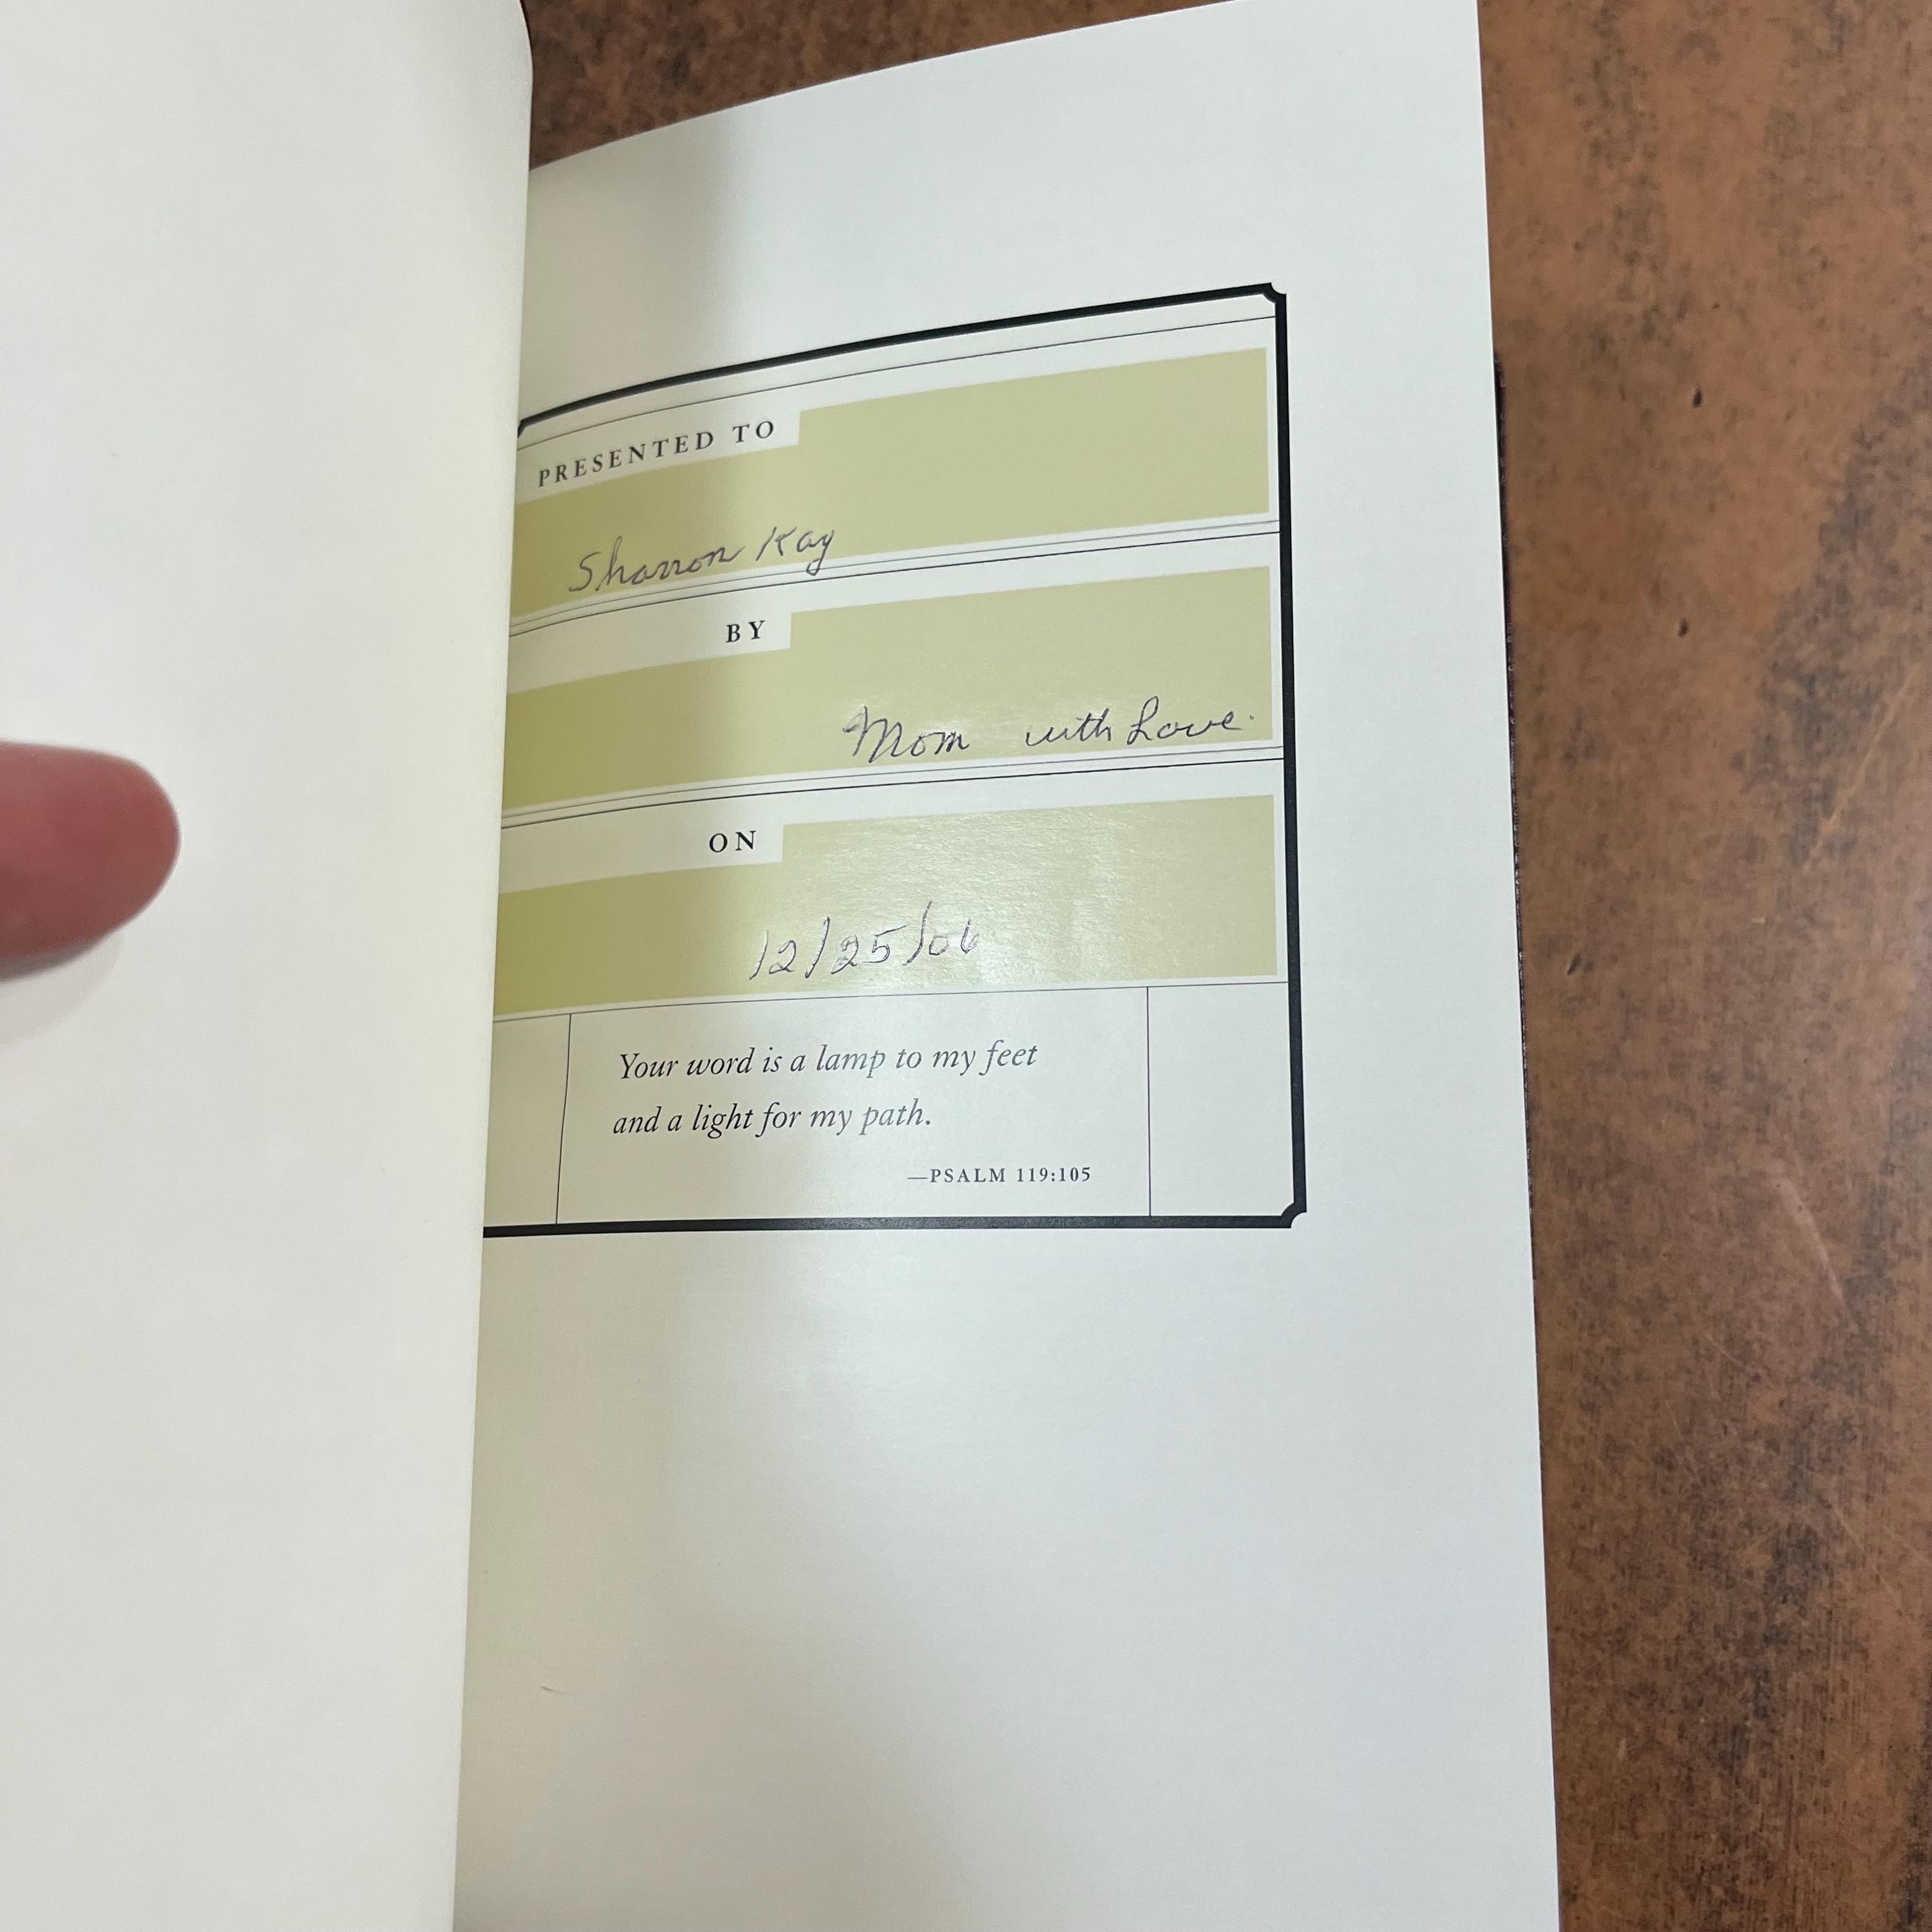 PRESENTED TO
Sharron Kay
BY
Mom with Love.
ON
12/25/06
Your word is a lamp to my feet
and a light for my path.
—PSALM 119:105